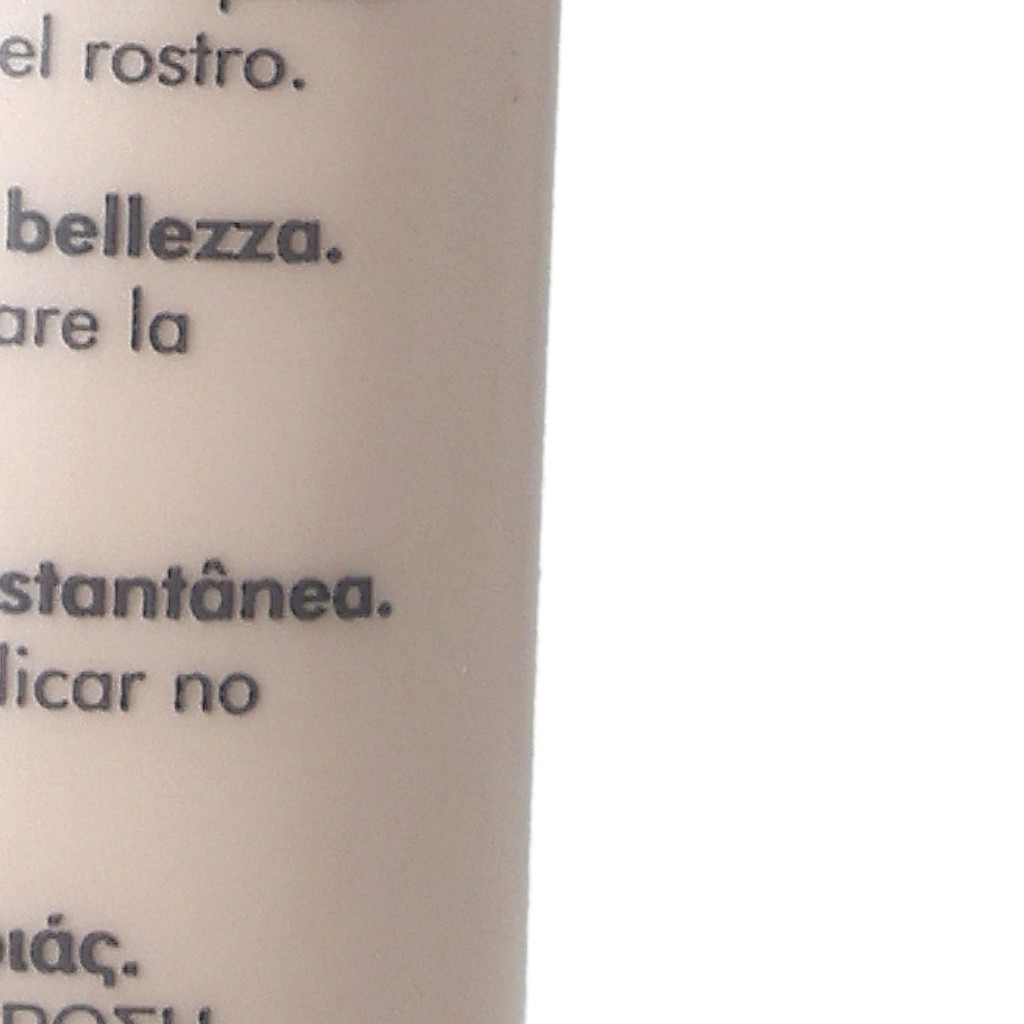 el rostro.
bellezza.
are la
stantânea.
licar no
ιάς.